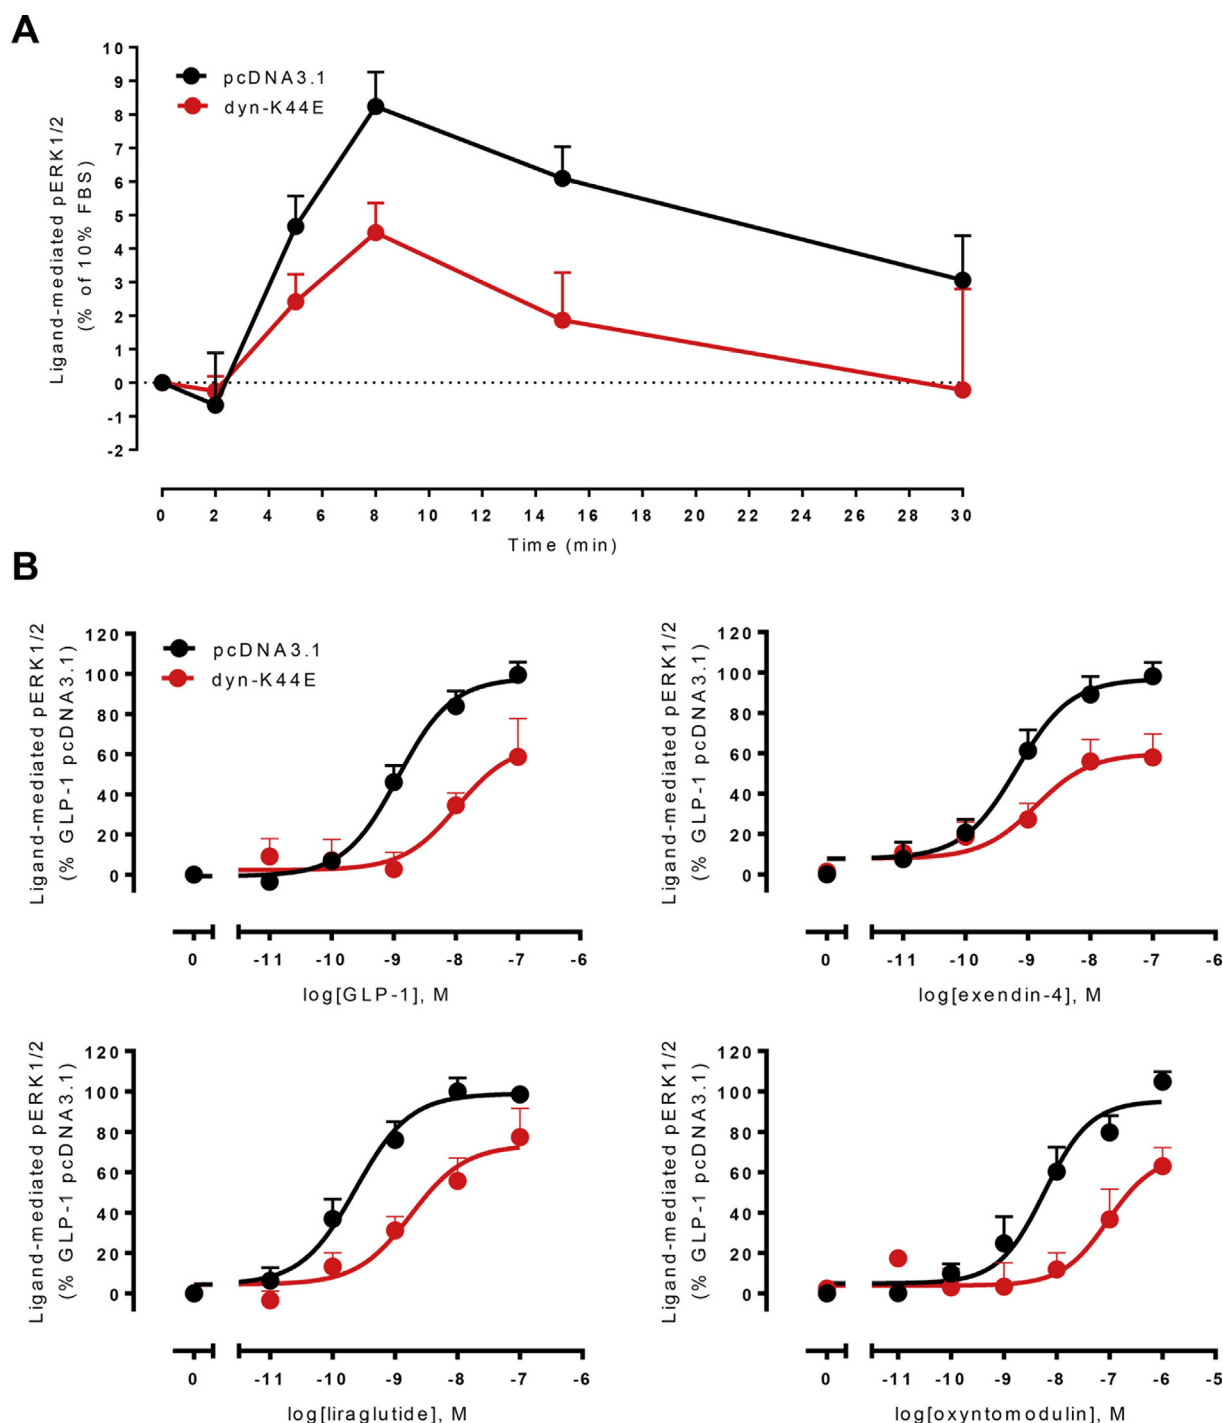 A
10
9
8
7
6
5
4
3
2
1
0
-1
-2
Ligand-mediated pERK1/2
(% of 10% FBS)
pcDNA3.1
dyn-K44E
0 2 4 6 8 10 12 14 16 18 20 22 24 26 28 30
Time (min)
B
Ligand-mediated pERK1/2
(% GLP-1 pcDNA3.1)
120
100
80
60
40
20
0
pcDNA3.1
dyn-K44E
0 -11 -10 -9 -8 -7 -6
log[GLP-1], M
Ligand-mediated pERK1/2
(% GLP-1 pcDNA3.1)
120
100
80
60
40
20
0
0 -11 -10 -9 -8 -7 -6
log[exendin-4], M
Ligand-mediated pERK1/2
(% GLP-1 pcDNA3.1)
120
100
80
60
40
20
0
0 -11 -10 -9 -8 -7 -6
log[liraglutide], M
Ligand-mediated pERK1/2
(% GLP-1 pcDNA3.1)
120
100
80
60
40
20
0
0 -11 -10 -9 -8 -7 -6 -5
log[oxyntomodulin], M